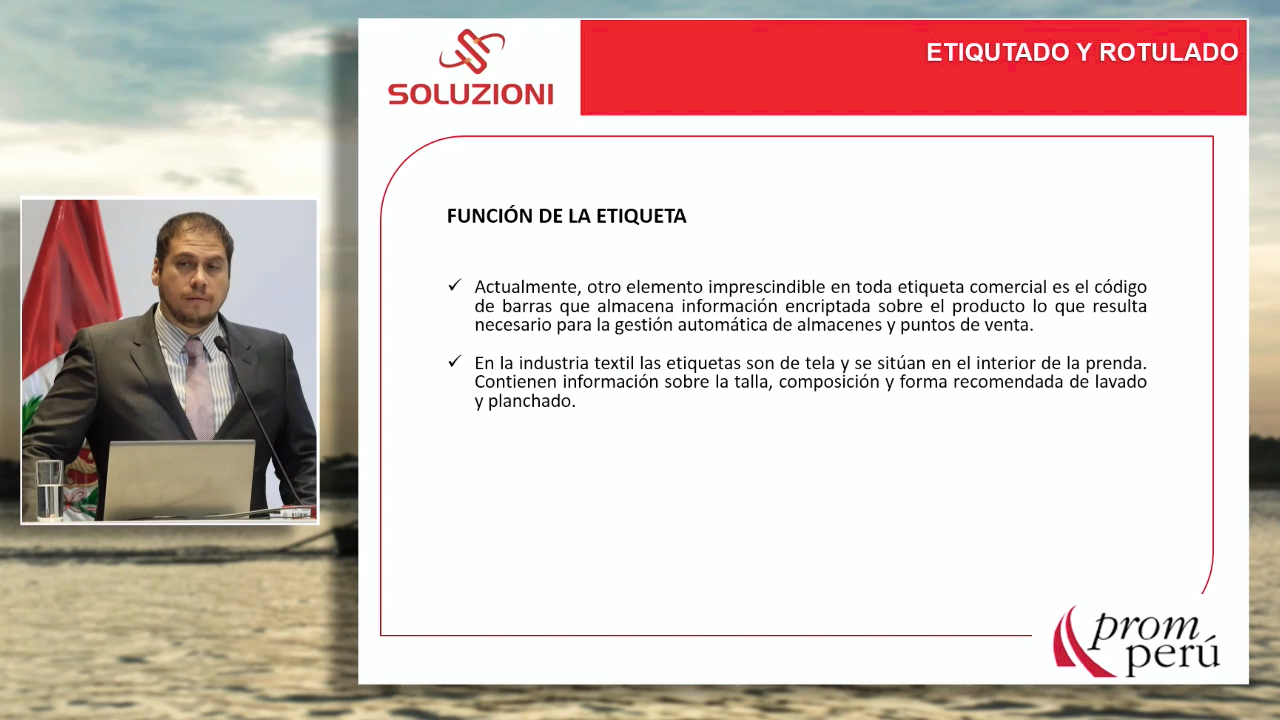 SOLUZIONI
ETIQUTADO Y ROTULADO
FUNCIÓN DE LA ETIQUETA
✓ Actualmente, otro elemento imprescindible en toda etiqueta comercial es el código
de barras que almacena información encriptada sobre el producto lo que resulta
necesario para la gestión automática de almacenes y puntos de venta.
✓ En la industria textil las etiquetas son de tela y se sitúan en el interior de la prenda.
Contienen información sobre la talla, composición y forma recomendada de lavado
y planchado.
prom
perú